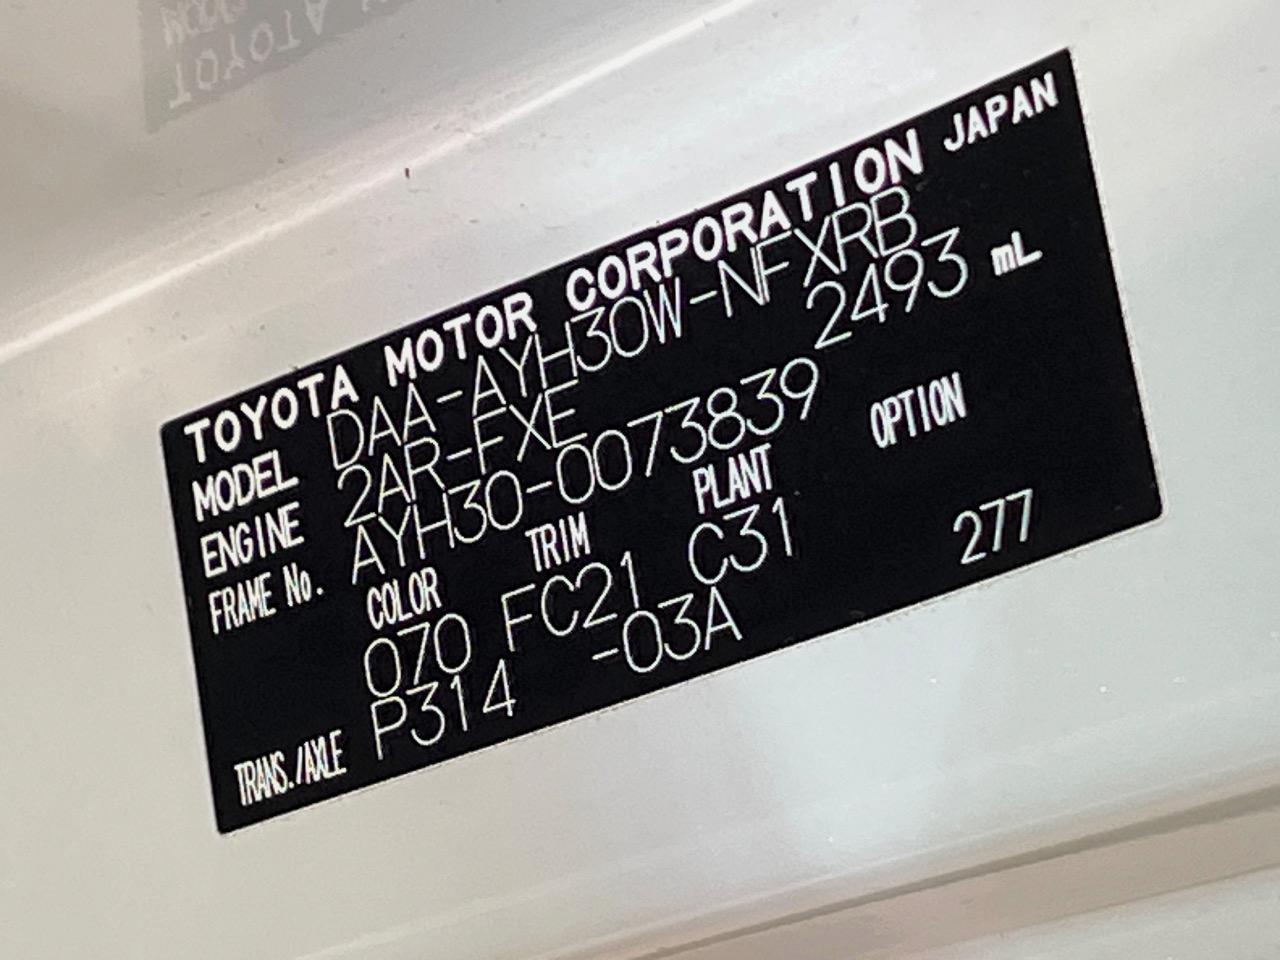 TOYOTA MOTOR CORPORATION JAPAN
MODEL DAA-AYH30W-NFXRB
ENGINE 2AR-FXE 2493 mL
FRAME No. AYH30-0073839
COLOR TRIM PLANT OPTION
070 FC21 C31 277
TRANS./AXLE P314 -03A